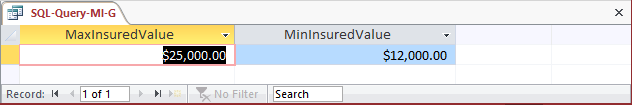 SQL-Query-MI-G
MaxInsuredValue MinInsuredValue
$25,000.00 $12,000.00
Record: 1 of 1 No Filter Search